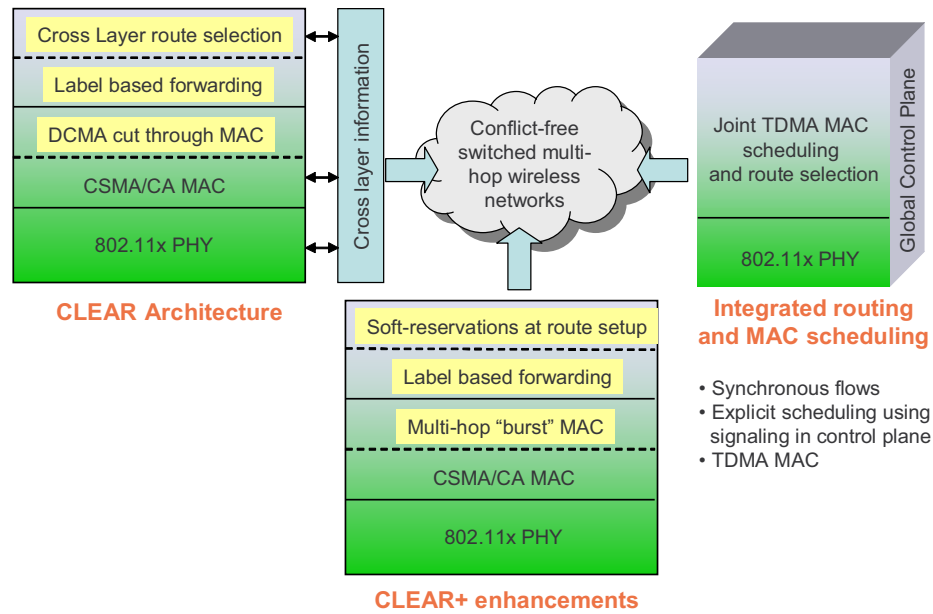 Cross Layer route selection
Label based forwarding
DCMA cut through MAC
CSMA/CA MAC
802.11x PHY
CLEAR Architecture
Cross layer information
Conflict-free
switched multi-
hop wireless
networks
Joint TDMA MAC
scheduling
and route selection
802.11x PHY
Global Control Plane
Integrated routing
and MAC scheduling
• Synchronous flows
• Explicit scheduling using
signaling in control plane
• TDMA MAC
Soft-reservations at route setup
Label based forwarding
Multi-hop “burst” MAC
CSMA/CA MAC
802.11x PHY
CLEAR+ enhancements